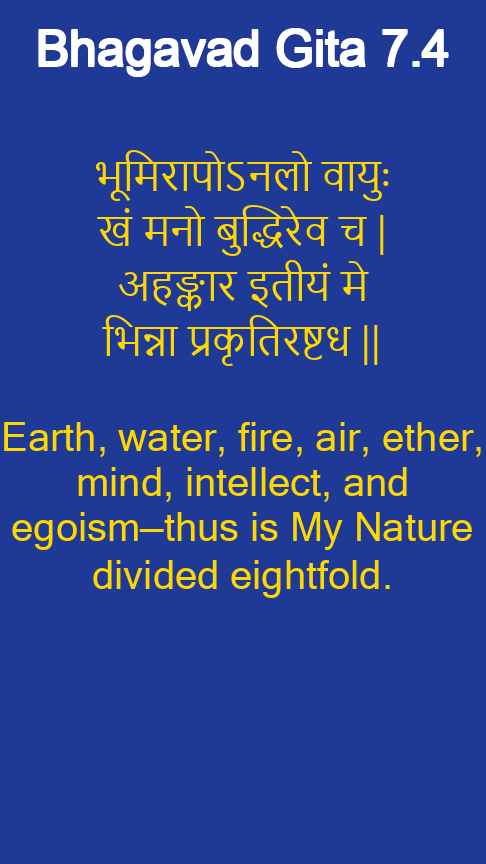 Bhagavad Gita 7.4
भूमिरापोऽनलो वायुः
खं मनो बुद्धिरेव च |
अहङ्कार इतीयं मे
भिन्ना प्रकृतिरष्टध ||
Earth, water, fire, air, ether,
mind, intellect, and
egoism—thus is My Nature
divided eightfold.